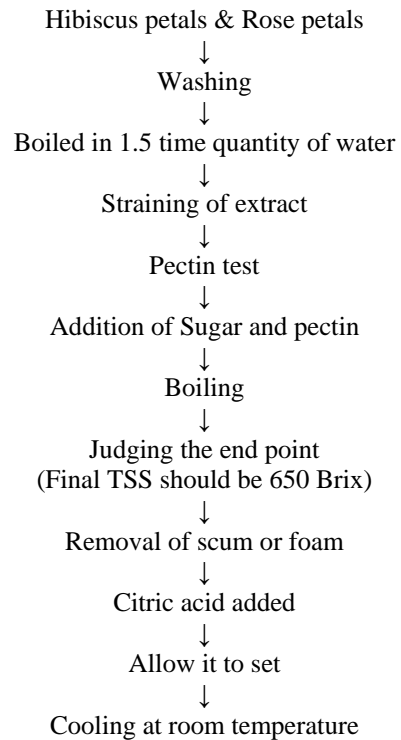 Hibiscus petals & Rose petals
↓
Washing
↓
Boiled in 1.5 time quantity of water
↓
Straining of extract
↓
Pectin test
↓
Addition of Sugar and pectin
↓
Boiling
↓
Judging the end point
(Final TSS should be 650 Brix)
↓
Removal of scum or foam
↓
Citric acid added
↓
Allow it to set
↓
Cooling at room temperature